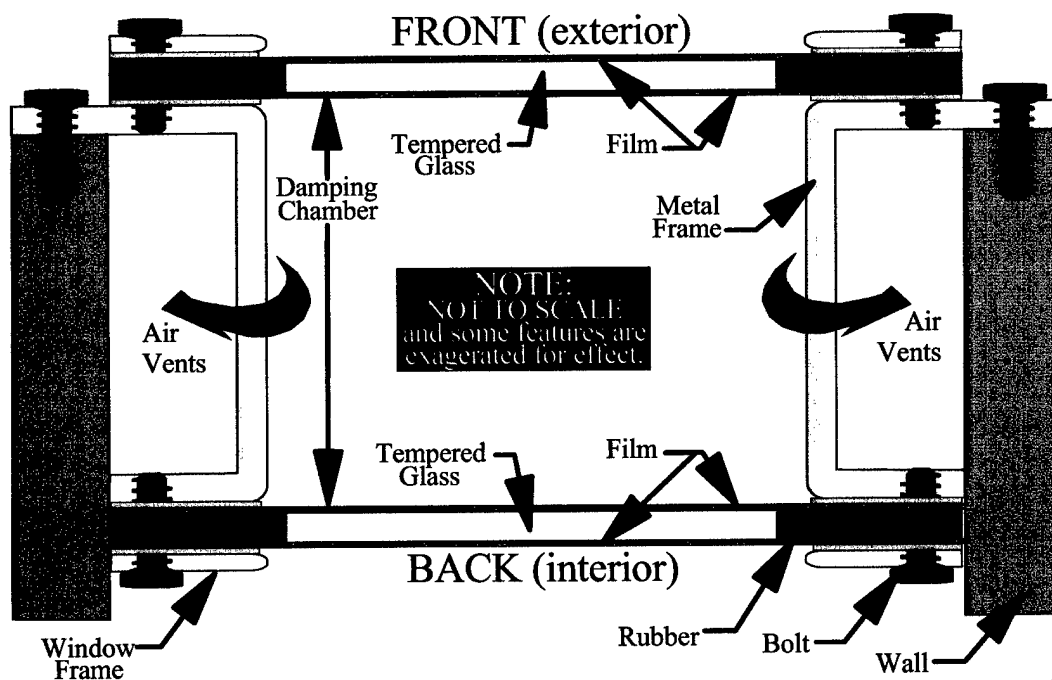 FRONT (exterior)
Tempered
Glass
Film
Damping
Chamber
Metal
Frame
NOTE:
NOT TO SCALE
and some features are
exagerated for effect.
Air
Vents
Air
Vents
Tempered
Glass
Film
BACK (interior)
Window
Frame
Rubber
Bolt
Wall